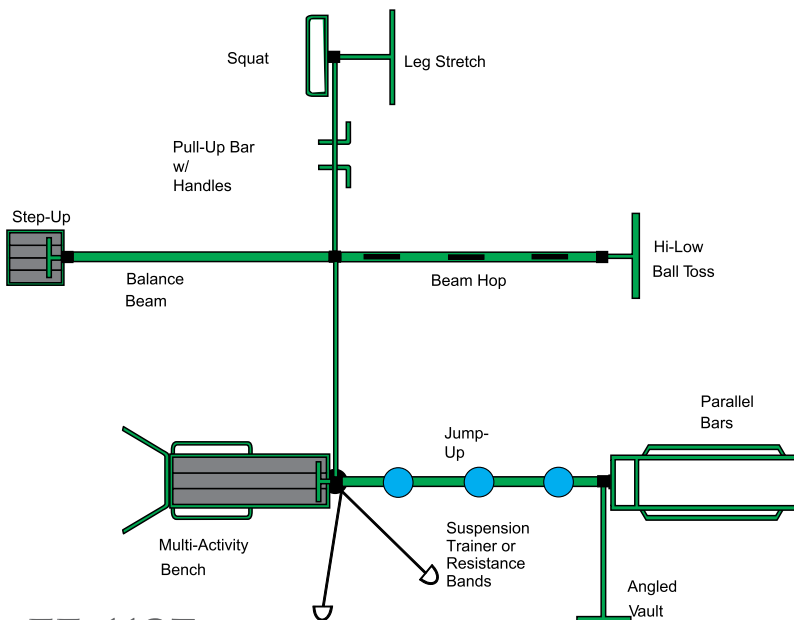 Squat
Leg Stretch
Pull-Up Bar
w/
Handles
Step-Up
Hi-Low
Ball Toss
Balance
Beam
Beam Hop
Parallel
Bars
Jump-
Up
Suspension
Trainer or
Resistance
Bands
Multi-Activity
Bench
Angled
Vault